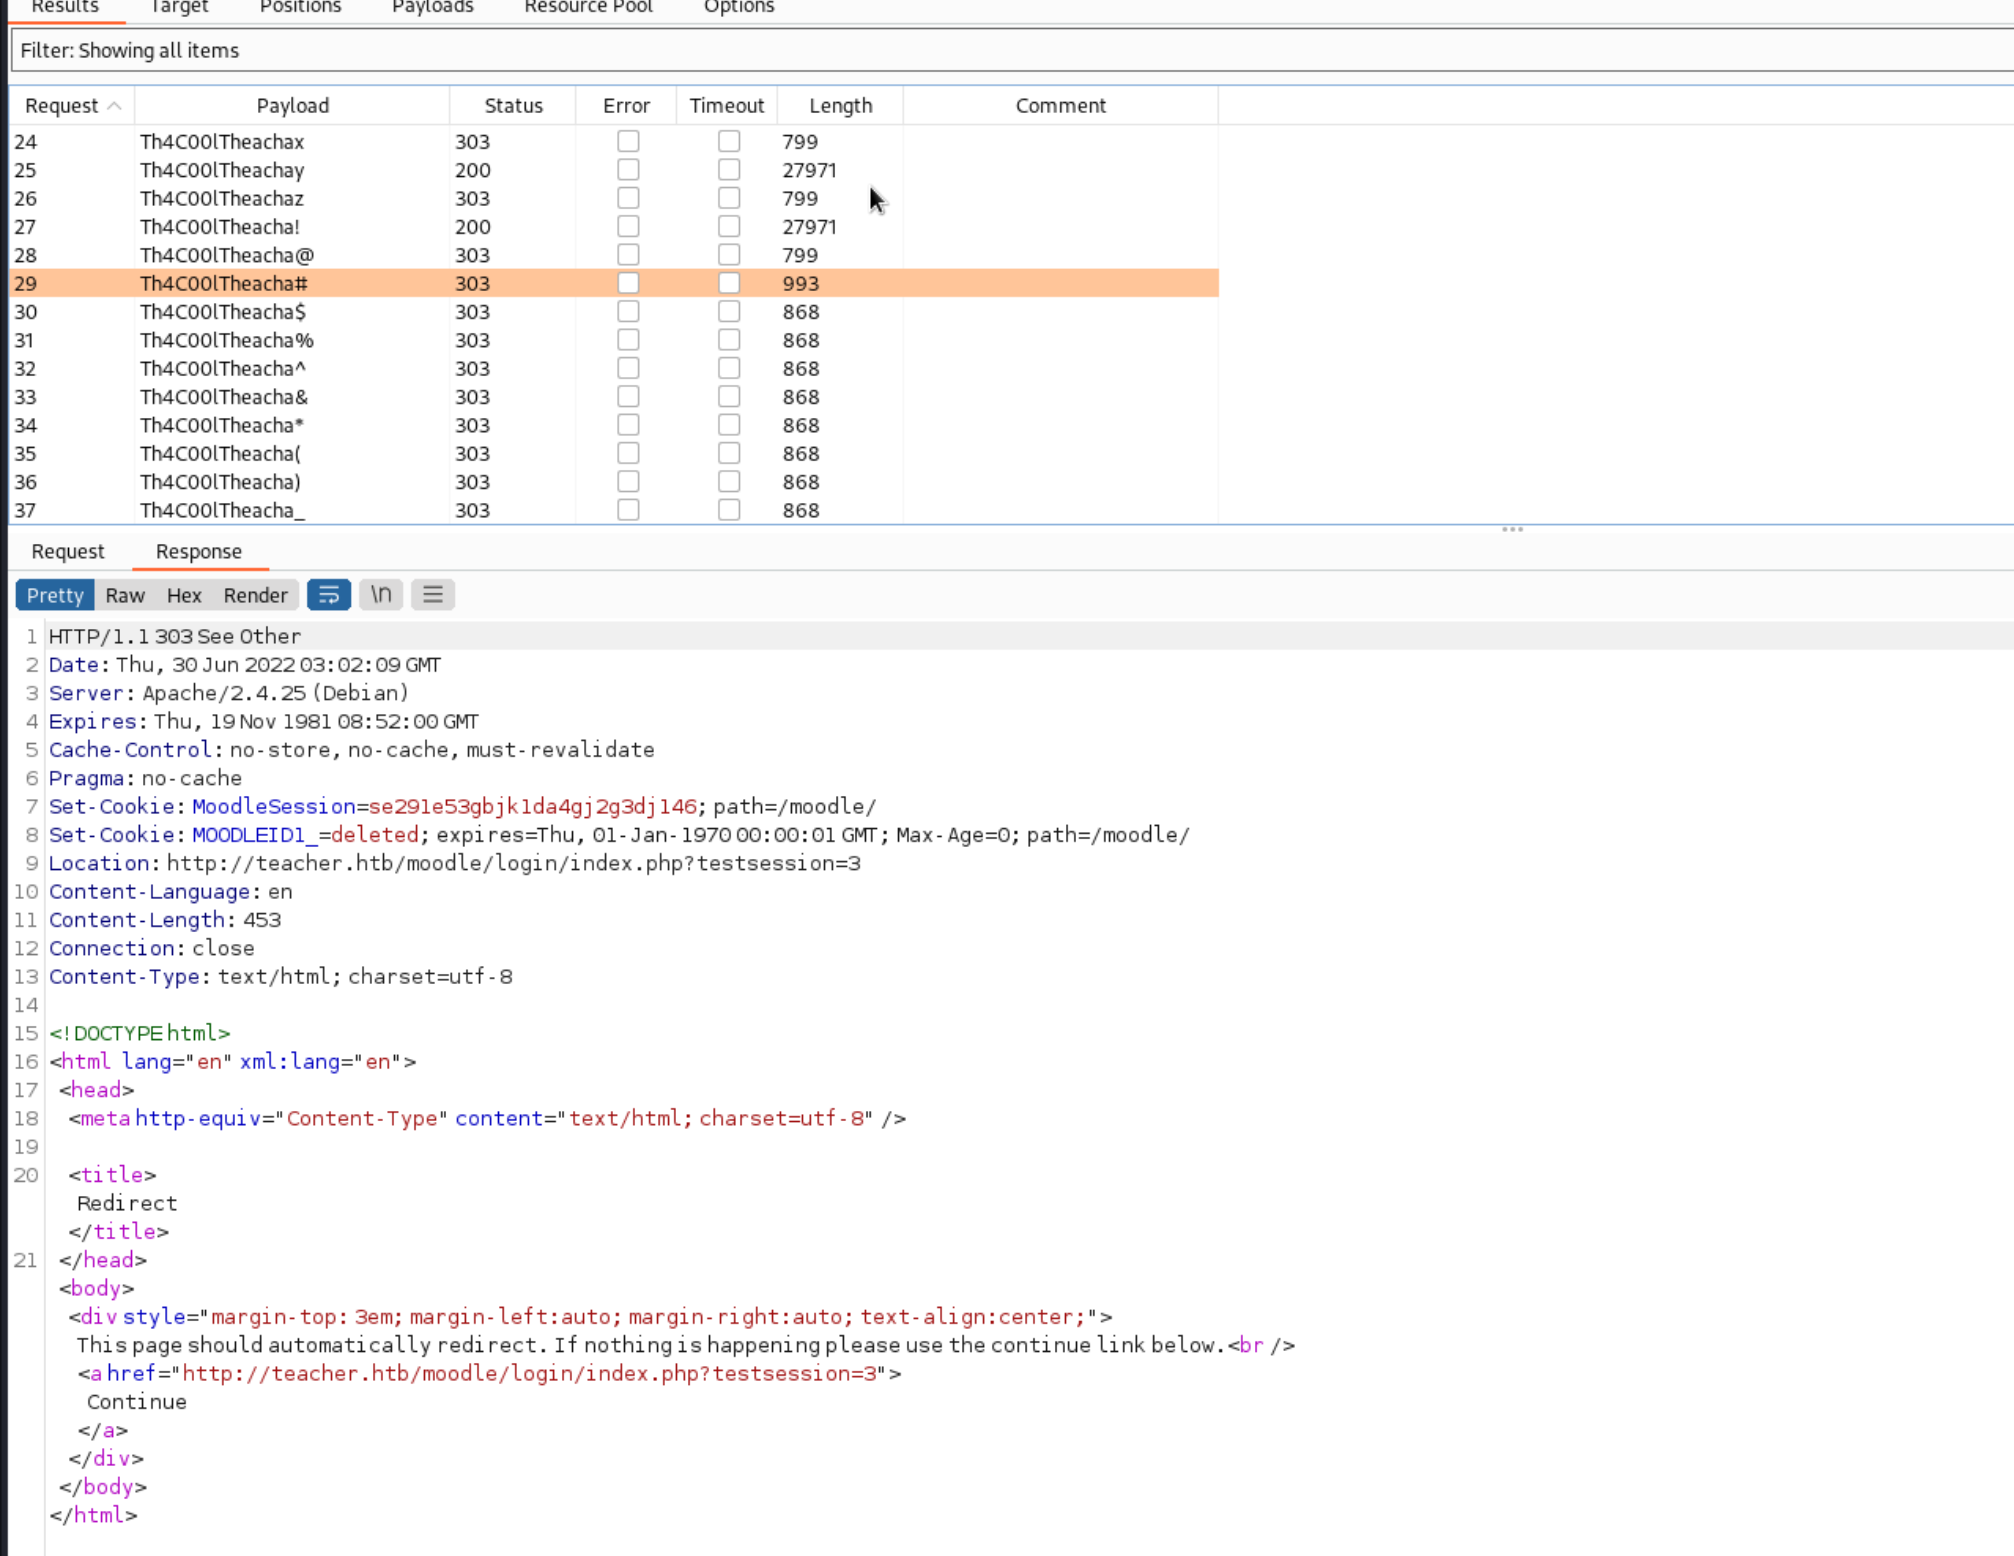 Results Target Positions Payloads Resource Pool Options
Filter: Showing all items
Request Payload Status Error Timeout Length Comment
24 Th4C00lTheachax 303 799
25 Th4C00lTheachay 200 27971
26 Th4C00lTheachaz 303 799
27 Th4C00lTheacha! 200 27971
28 Th4C00lTheacha@ 303 799
29 Th4C00lTheacha# 303 993
30 Th4C00lTheacha$ 303 868
31 Th4C00lTheacha% 303 868
32 Th4C00lTheacha^ 303 868
33 Th4C00lTheacha& 303 868
34 Th4C00lTheacha* 303 868
35 Th4C00lTheacha( 303 868
36 Th4C00lTheacha) 303 868
37 Th4C00lTheacha_ 303 868
Request Response
Pretty Raw Hex Render \n
1 HTTP/1.1 303 See Other
2 Date: Thu, 30 Jun 2022 03:02:09 GMT
3 Server: Apache/2.4.25 (Debian)
4 Expires: Thu, 19 Nov 1981 08:52:00 GMT
5 Cache-Control: no-store, no-cache, must-revalidate
6 Pragma: no-cache
7 Set-Cookie: MoodleSession=se291e53gbjk1da4gj2g3dj146; path=/moodle/
8 Set-Cookie: MOODLEID1_=deleted; expires=Thu, 01-Jan-1970 00:00:01 GMT; Max-Age=0; path=/moodle/
9 Location: http://teacher.htb/moodle/login/index.php?testsession=3
10 Content-Language: en
11 Content-Length: 453
12 Connection: close
13 Content-Type: text/html; charset=utf-8
14
15 <!DOCTYPE html>
16 <html lang="en" xml:lang="en">
17 <head>
18 <meta http-equiv="Content-Type" content="text/html; charset=utf-8" />
19
20 <title>
Redirect
</title>
21 </head>
<body>
<div style="margin-top: 3em; margin-left:auto; margin-right:auto; text-align:center;">
This page should automatically redirect. If nothing is happening please use the continue link below.<br />
<a href="http://teacher.htb/moodle/login/index.php?testsession=3">
Continue
</a>
</div>
</body>
</html>